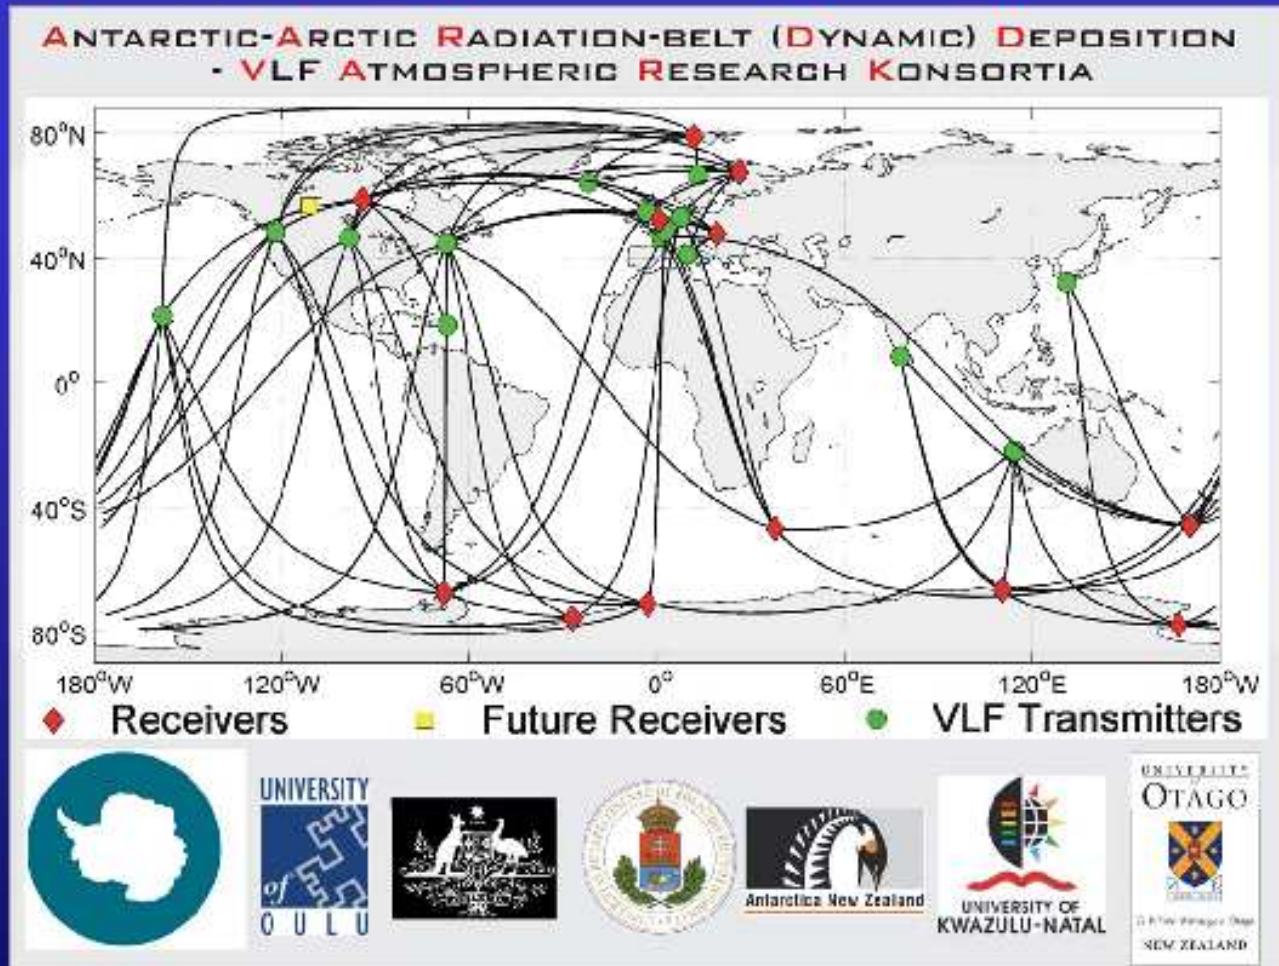 ANTARCTIC-ARCTIC RADIATION-BELT (DYNAMIC) DEPOSITION
- VLF ATMOSPHERIC RESEARCH KONSORTIA
80°N
40°N
0°
40°S
80°S
180°W 120°W 60°W 0° 60°E 120°E 180°W
Receivers Future Receivers VLF Transmitters
UNIVERSITY
of
OULU
Antarctica New Zealand
UNIVERSITY OF
KWAZULU-NATAL
UNIVERSITY
of
OTAGO
NEW ZEALAND